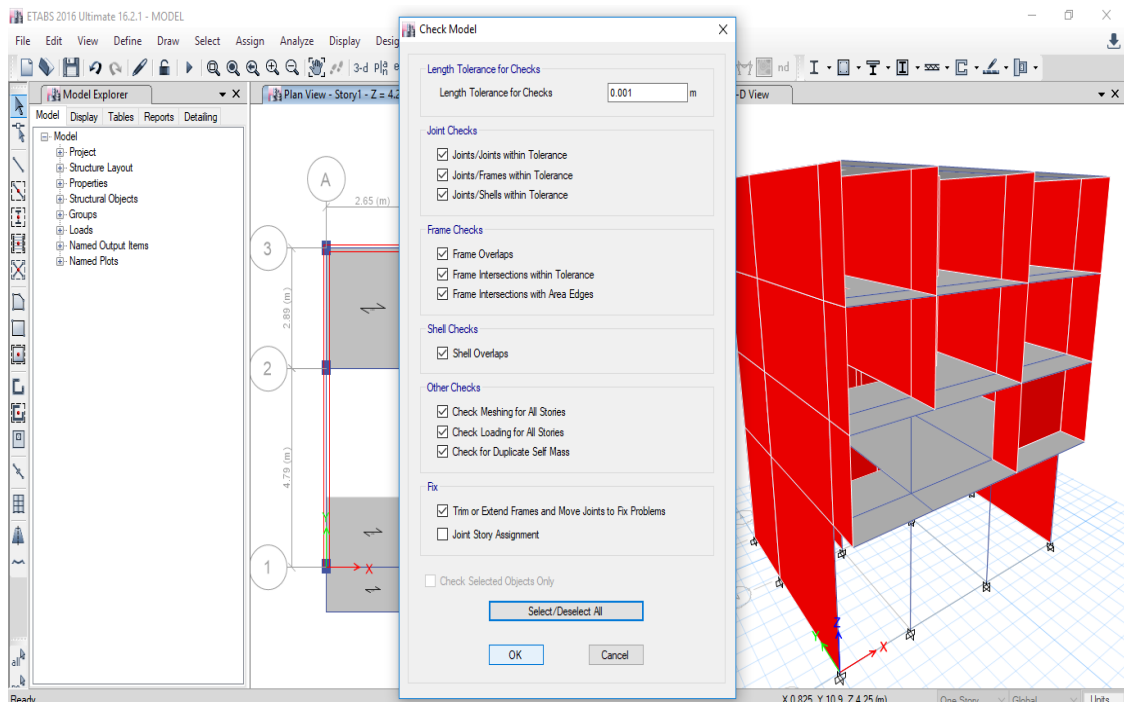 ETABS 2016 Ultimate 16.2.1 - MODEL
File Edit View Define Draw Select Assign Analyze Display Desig
3-d
nd
Model Explorer
Model Display Tables Reports Detailing
Model
Project
Structure Layout
Properties
Structural Objects
Groups
Loads
Named Output Items
Named Plots
Plan View - Story1 - Z = 4.2
A
2.65 (m)
3
2.89 (m)
2
4.79 (m)
1
Y
X
Check Model
Length Tolerance for Checks
Length Tolerance for Checks 0.001 m
Joint Checks
Joints/Joints within Tolerance
Joints/Frames within Tolerance
Joints/Shells within Tolerance
Frame Checks
Frame Overlaps
Frame Intersections within Tolerance
Frame Intersections with Area Edges
Shell Checks
Shell Overlaps
Other Checks
Check Meshing for All Stories
Check Loading for All Stories
Check for Duplicate Self Mass
Fix
Trim or Extend Frames and Move Joints to Fix Problems
Joint Story Assignment
Check Selected Objects Only
Select/Deselect All
OK Cancel
-D View
Z
Y
X
all
Ready
X 0.825, Y 10.9, Z 4.25 (m) One Story Global Units